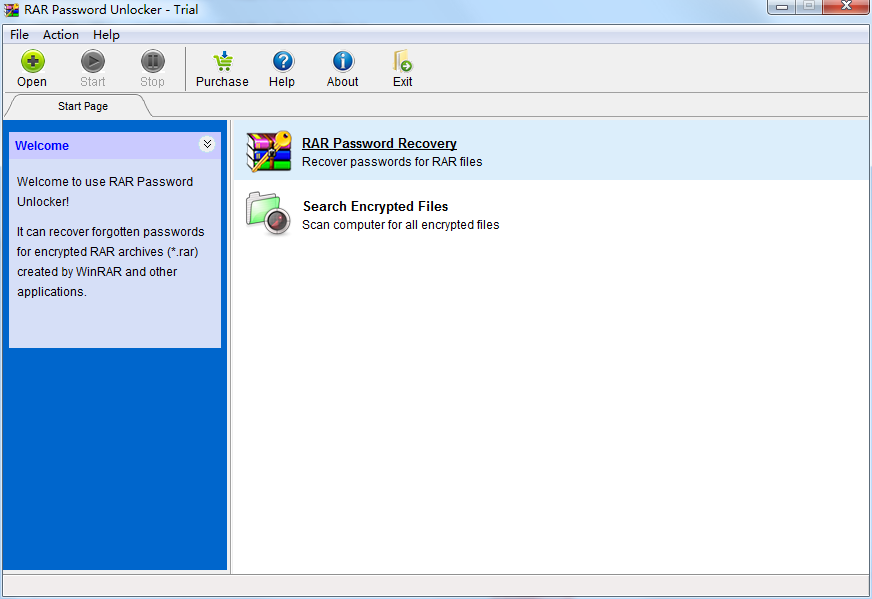 RAR Password Unlocker - Trial
File Action Help
Open Start Stop Purchase Help About Exit
Start Page
Welcome
Welcome to use RAR Password
Unlocker!
It can recover forgotten passwords
for encrypted RAR archives (*.rar)
created by WinRAR and other
applications.
RAR Password Recovery
Recover passwords for RAR files
Search Encrypted Files
Scan computer for all encrypted files